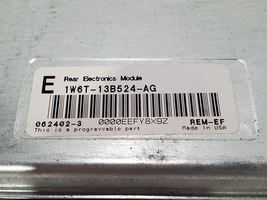 E Rear Electronics Module
1W6T-13B524-AG
0000EEFY8X9Z
062402-3 REM-EF
This is a programmable part Made in USA